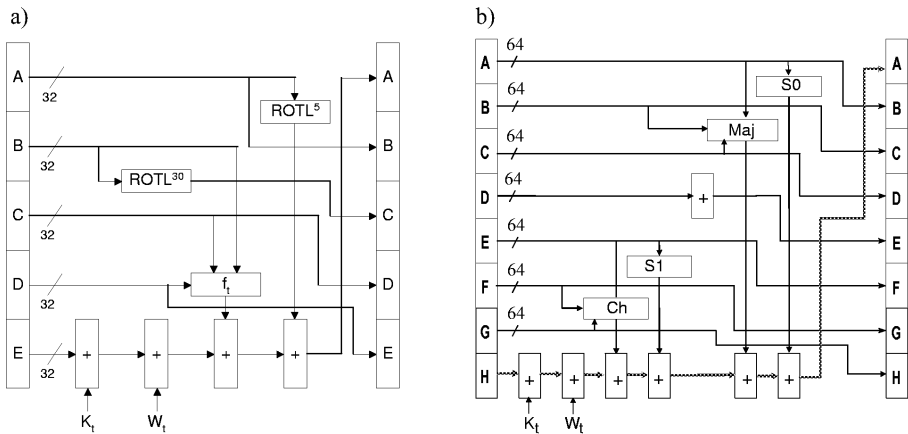 a)
A
32
ROTL⁵
A
B
32
ROTL³⁰
B
C
32
C
D
32
fₜ
D
E
32
+
+
+
+
E
Kₜ
Wₜ
b)
A
64
S0
A
B
64
Maj
B
C
64
C
D
64
+
D
E
64
S1
E
F
64
Ch
F
G
64
G
H
+
+
+
+
+
+
H
Kₜ
Wₜ